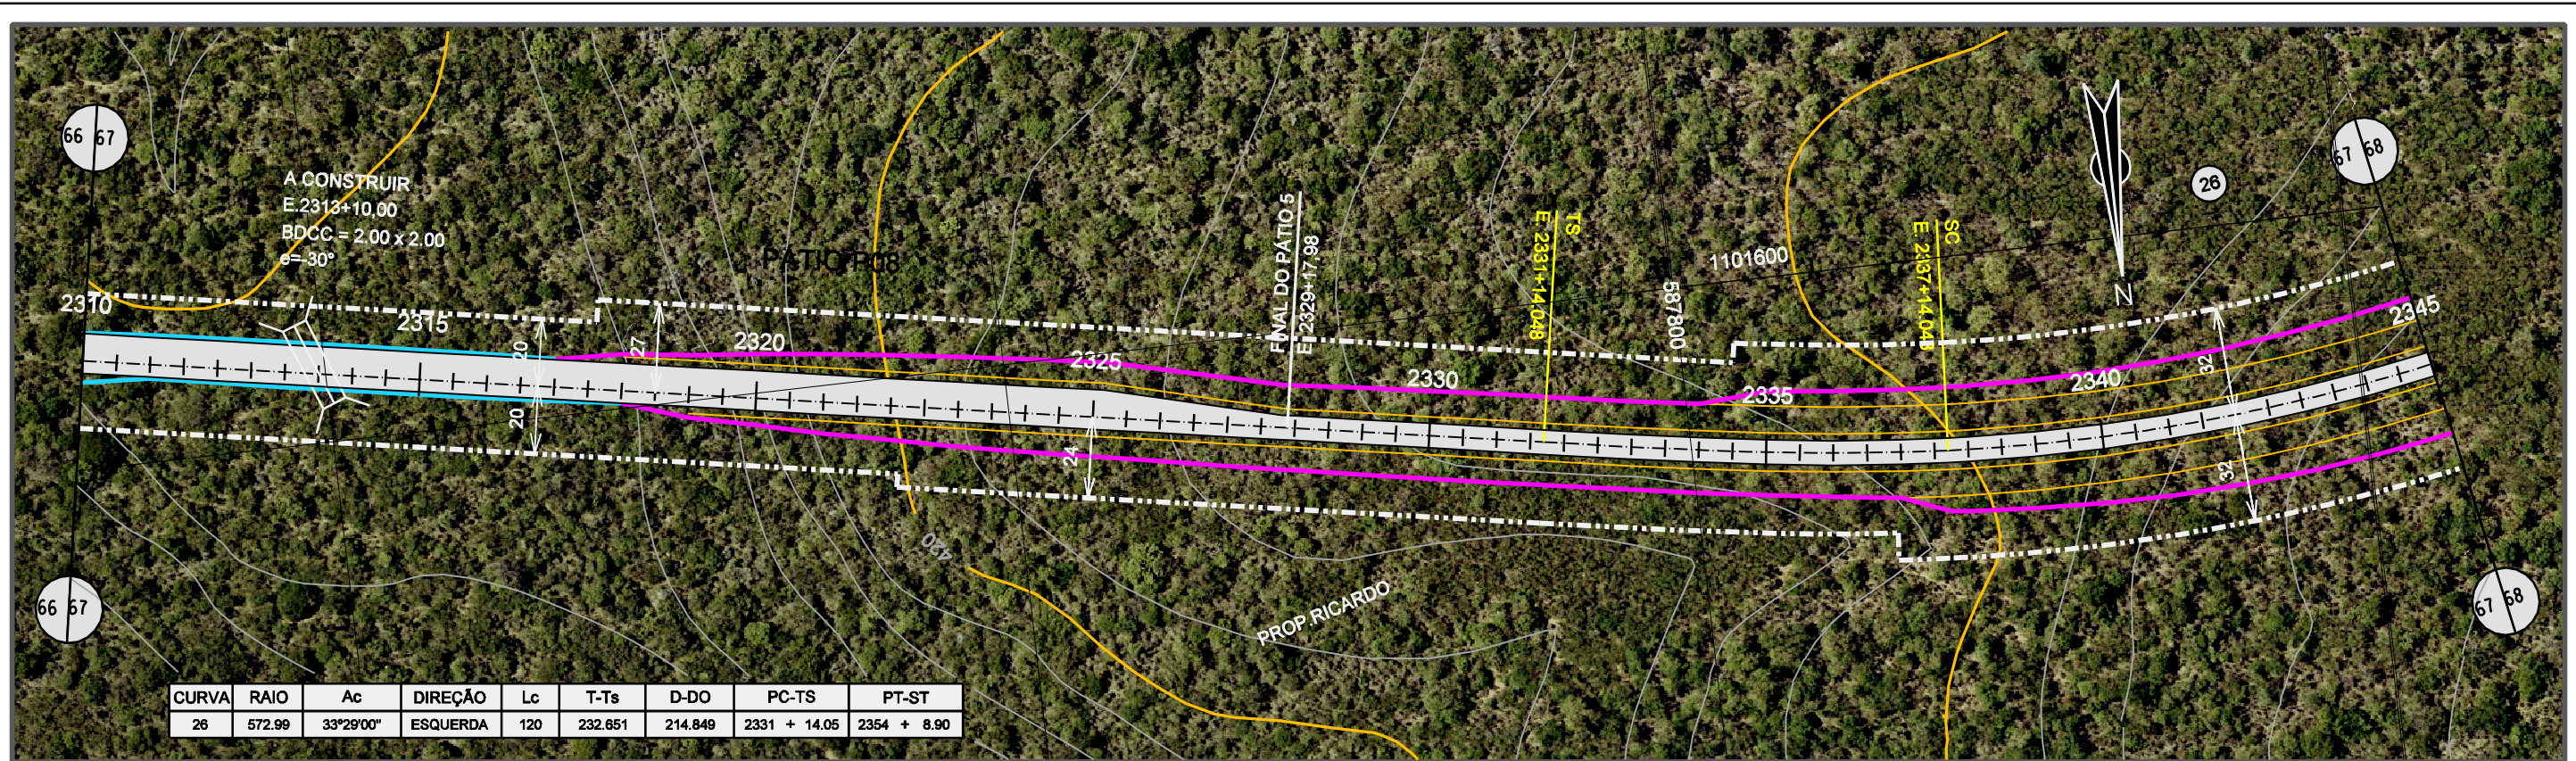 66 67
67 68
26
A CONSTRUIR
E.2313+10,00
BDCC = 2.00 x 2.00
e=-30°
PÁTIO R08
FINAL DO PÁTIO 5
E. 2329+17,98
TS
E. 2331+14.048
SC
E. 2337+14.048
1101600
587800
N
2310
2315
2320
2325
2330
2335
2340
2345
20
27
20
24
32
32
420
PROP.RICARDO
66 67
67 68
CURVA RAIO Ac DIREÇÃO Lc T-Ts D-DO PC-TS PT-ST
26 572.99 33°29'00" ESQUERDA 120 232.651 214.849 2331 + 14.05 2354 + 8.90